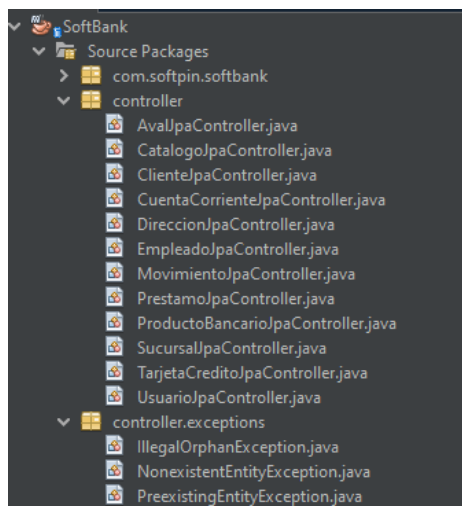 SoftBank
Source Packages
com.softpin.softbank
controller
AvalJpaController.java
CatalogoJpaController.java
ClienteJpaController.java
CuentaCorrienteJpaController.java
DireccionJpaController.java
EmpleadoJpaController.java
MovimientoJpaController.java
PrestamoJpaController.java
ProductoBancarioJpaController.java
SucursalJpaController.java
TarjetaCreditoJpaController.java
UsuarioJpaController.java
controller.exceptions
IllegalOrphanException.java
NonexistentEntityException.java
PreexistingEntityException.java